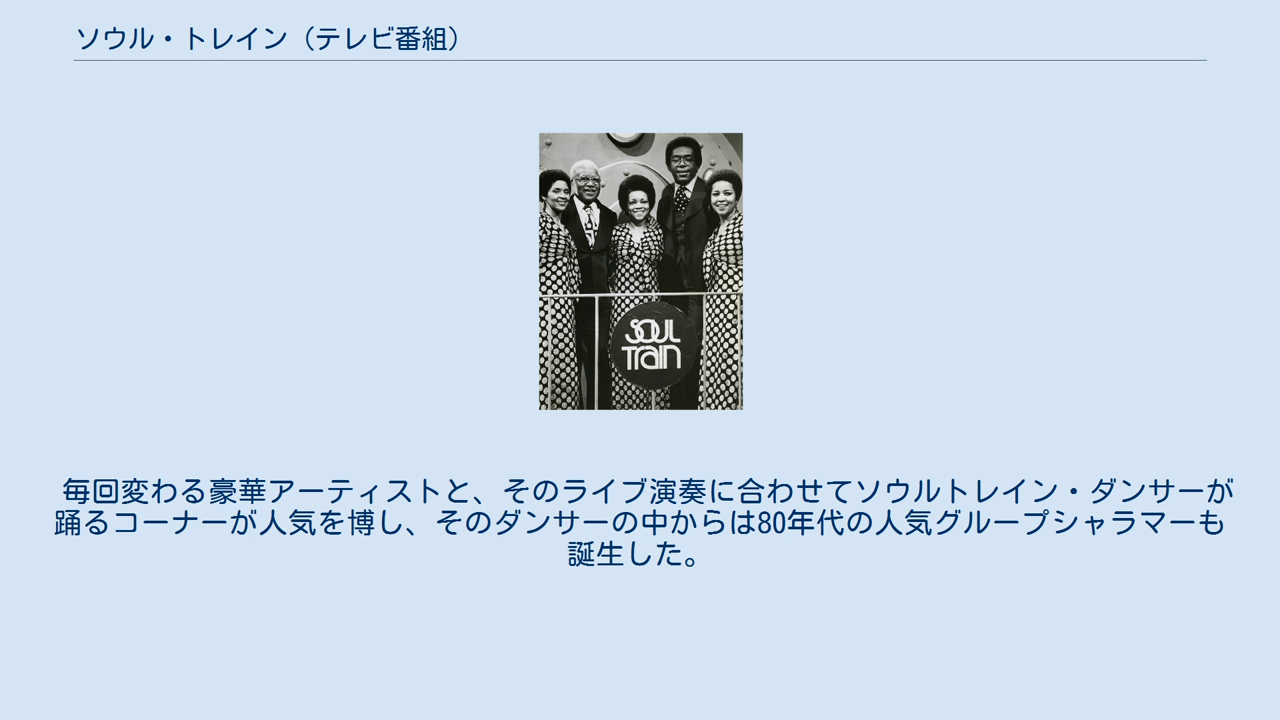 ソウル・トレイン（テレビ番組）
SOUL
Train
毎回変わる豪華アーティストと、そのライブ演奏に合わせてソウルトレイン・ダンサーが
踊るコーナーが人気を博し、そのダンサーの中からは80年代の人気グループシャラマーも
誕生した。